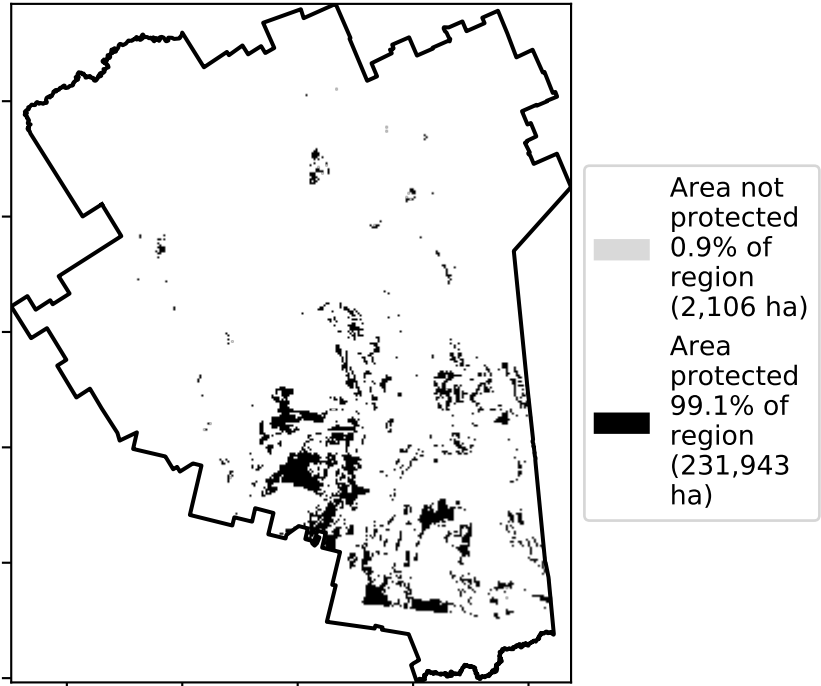 Area not
protected
0.9% of
region
(2,106 ha)
Area
protected
99.1% of
region
(231,943
ha)